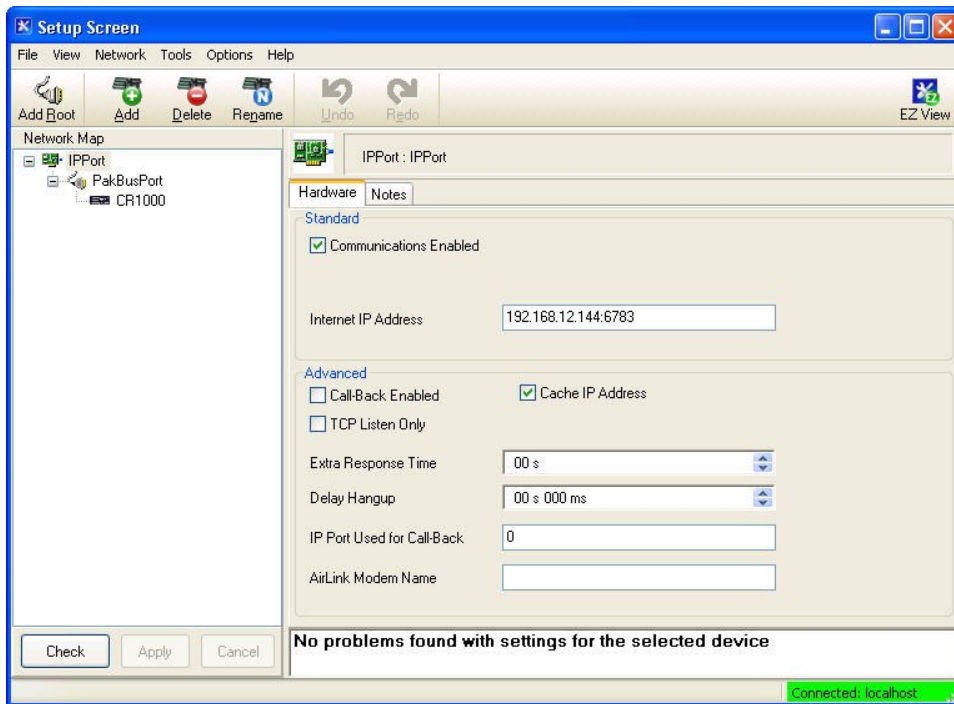 Setup Screen
File View Network Tools Options Help
Add Root Add Delete Rename Undo Redo EZ View
Network Map
IPPort
PakBusPort
CR1000
IPPort : IPPort
Hardware Notes
Standard
Communications Enabled
Internet IP Address 192.168.12.144:6783
Advanced
Call-Back Enabled Cache IP Address
TCP Listen Only
Extra Response Time 00 s
Delay Hangup 00 s 000 ms
IP Port Used for Call-Back 0
AirLink Modem Name
Check Apply Cancel
No problems found with settings for the selected device
Connected: localhost